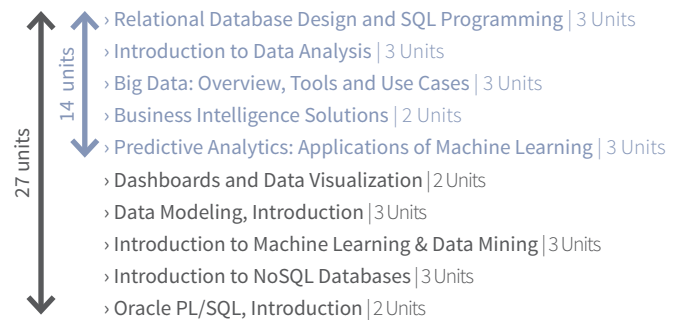 › Relational Database Design and SQL Programming | 3 Units
› Introduction to Data Analysis | 3 Units
› Big Data: Overview, Tools and Use Cases | 3 Units
› Business Intelligence Solutions | 2 Units
› Predictive Analytics: Applications of Machine Learning | 3 Units
› Dashboards and Data Visualization | 2 Units
› Data Modeling, Introduction | 3 Units
› Introduction to Machine Learning & Data Mining | 3 Units
› Introduction to NoSQL Databases | 3 Units
› Oracle PL/SQL, Introduction | 2 Units
14 units
27 units